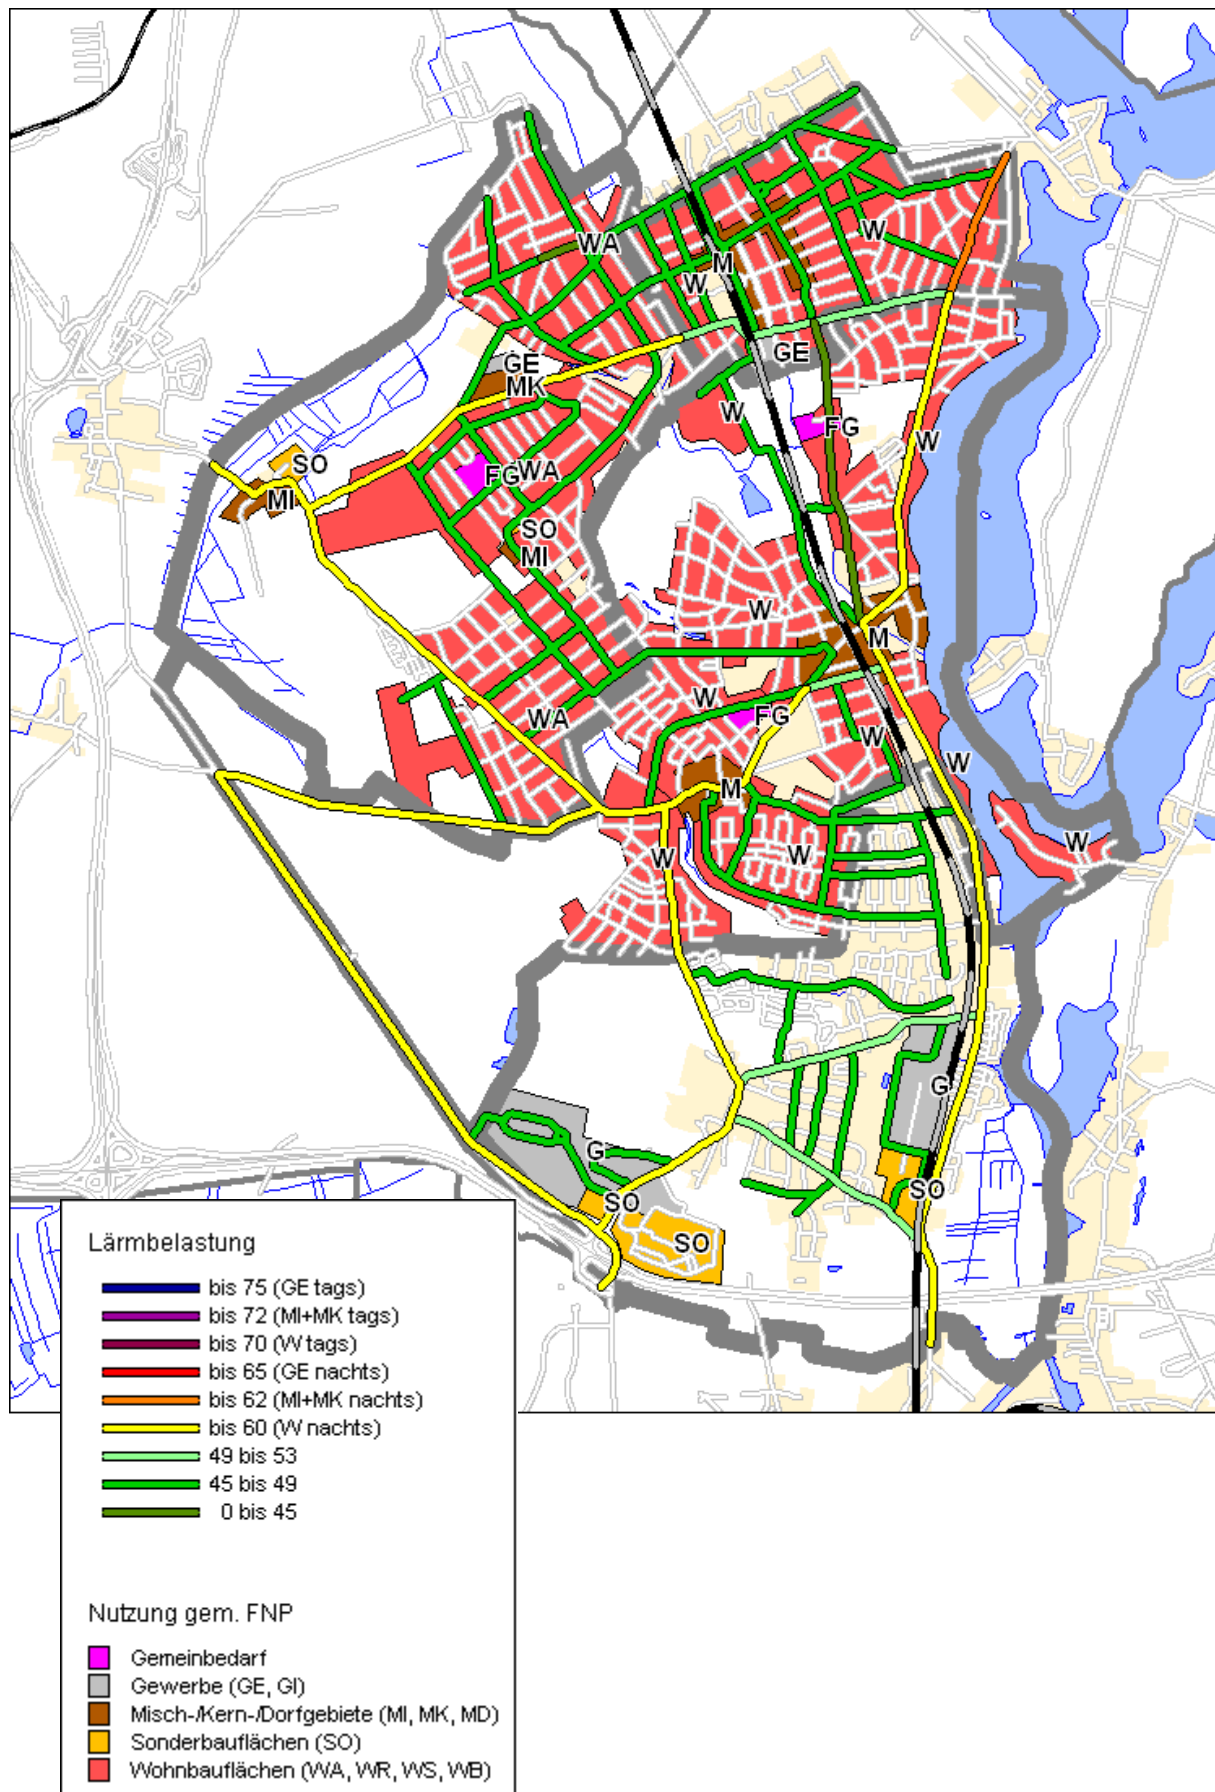 WA
W
M
W
GE
GE
MK
W
FG
W
SO
FG
WA
MI
SO
MI
W
M
W
FG
WA
W
W
M
W
W
W
G
G
SO
SO
SO
Lärmbelastung
bis 75 (GE tags)
bis 72 (MI+MK tags)
bis 70 (W tags)
bis 65 (GE nachts)
bis 62 (MI+MK nachts)
bis 60 (W nachts)
49 bis 53
45 bis 49
0 bis 45
Nutzung gem. FNP
Gemeinbedarf
Gewerbe (GE, GI)
Misch-/Kern-/Dorfgebiete (MI, MK, MD)
Sonderbauflächen (SO)
Wohnbauflächen (WA, WR, WS, WB)